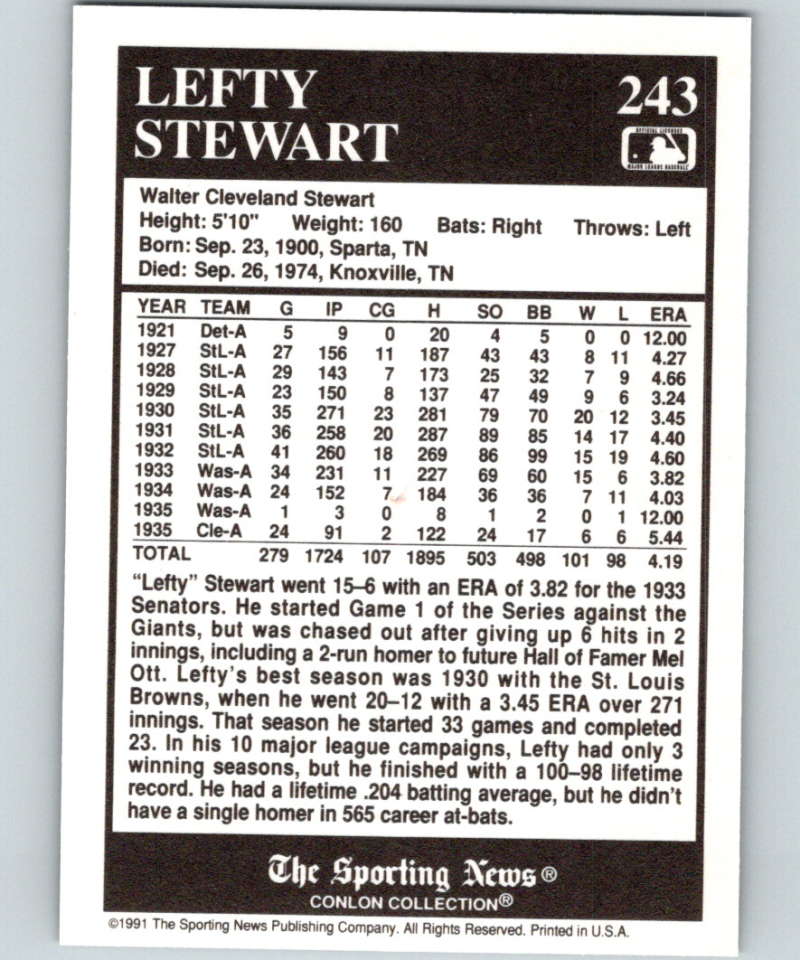 LEFTY
STEWART
243
OFFICIAL LICENSEE
MAJOR LEAGUE BASEBALL
Walter Cleveland Stewart
Height: 5'10" Weight: 160 Bats: Right Throws: Left
Born: Sep. 23, 1900, Sparta, TN
Died: Sep. 26, 1974, Knoxville, TN
YEAR TEAM G IP CG H SO BB W L ERA
1921 Det-A 5 9 0 20 4 5 0 0 12.00
1927 StL-A 27 156 11 187 43 43 8 11 4.27
1928 StL-A 29 143 7 173 25 32 7 9 4.66
1929 StL-A 23 150 8 137 47 49 9 6 3.24
1930 StL-A 35 271 23 281 79 70 20 12 3.45
1931 StL-A 36 258 20 287 89 85 14 17 4.40
1932 StL-A 41 260 18 269 86 99 15 19 4.60
1933 Was-A 34 231 11 227 69 60 15 6 3.82
1934 Was-A 24 152 7 184 36 36 7 11 4.03
1935 Was-A 1 3 0 8 1 2 0 1 12.00
1935 Cle-A 24 91 2 122 24 17 6 6 5.44
TOTAL 279 1724 107 1895 503 498 101 98 4.19
"Lefty" Stewart went 15–6 with an ERA of 3.82 for the 1933
Senators. He started Game 1 of the Series against the
Giants, but was chased out after giving up 6 hits in 2
innings, including a 2-run homer to future Hall of Famer Mel
Ott. Lefty's best season was 1930 with the St. Louis
Browns, when he went 20–12 with a 3.45 ERA over 271
innings. That season he started 33 games and completed
23. In his 10 major league campaigns, Lefty had only 3
winning seasons, but he finished with a 100–98 lifetime
record. He had a lifetime .204 batting average, but he didn't
have a single homer in 565 career at-bats.
The Sporting News®
CONLON COLLECTION®
©1991 The Sporting News Publishing Company. All Rights Reserved. Printed in U.S.A.